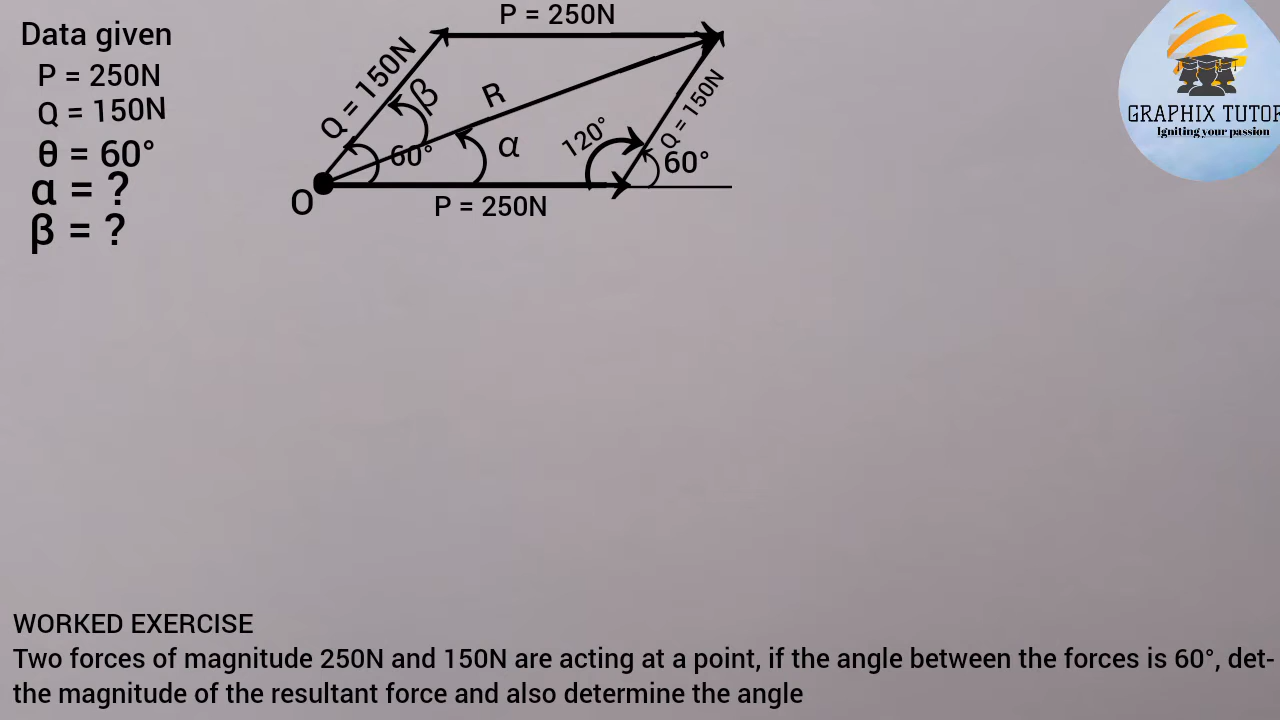 Data given
P = 250N
Q = 150N
θ = 60°
α = ?
β = ?
P = 250N
Q = 150N
β
R
60°
α
120°
Q = 150N
60°
O
P = 250N
GRAPHIX TUTOR
Igniting your passion
WORKED EXERCISE
Two forces of magnitude 250N and 150N are acting at a point, if the angle between the forces is 60°, det-
the magnitude of the resultant force and also determine the angle